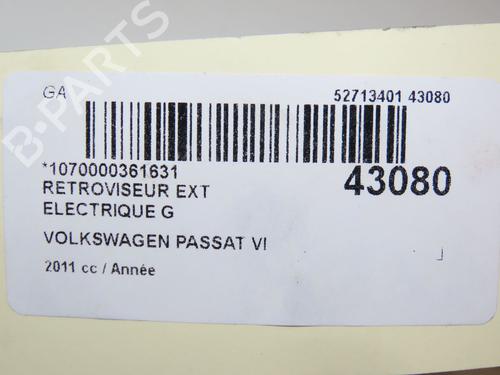 GA
52713401 43080
*1070000361631
43080
RETROVISEUR EXT
ELECTRIQUE G
VOLKSWAGEN PASSAT VI
2011 cc / Année
B-PARTS